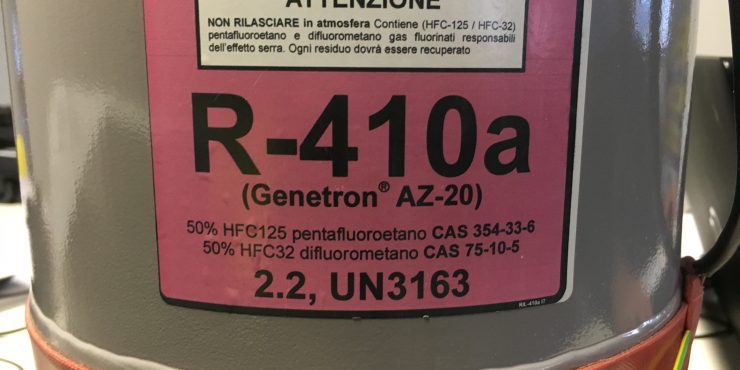 ATTENZIONE
NON RILASCIARE in atmosfera Contiene (HFC-125 / HFC-32)
pentafluoroetano e difluorometano gas fluorinati responsabili
dell'effetto serra. Ogni residuo dovrà essere recuperato
R-410a
(Genetron® AZ-20)
50% HFC125 pentafluoroetano CAS 354-33-6
50% HFC32 difluorometano CAS 75-10-5
2.2, UN3163